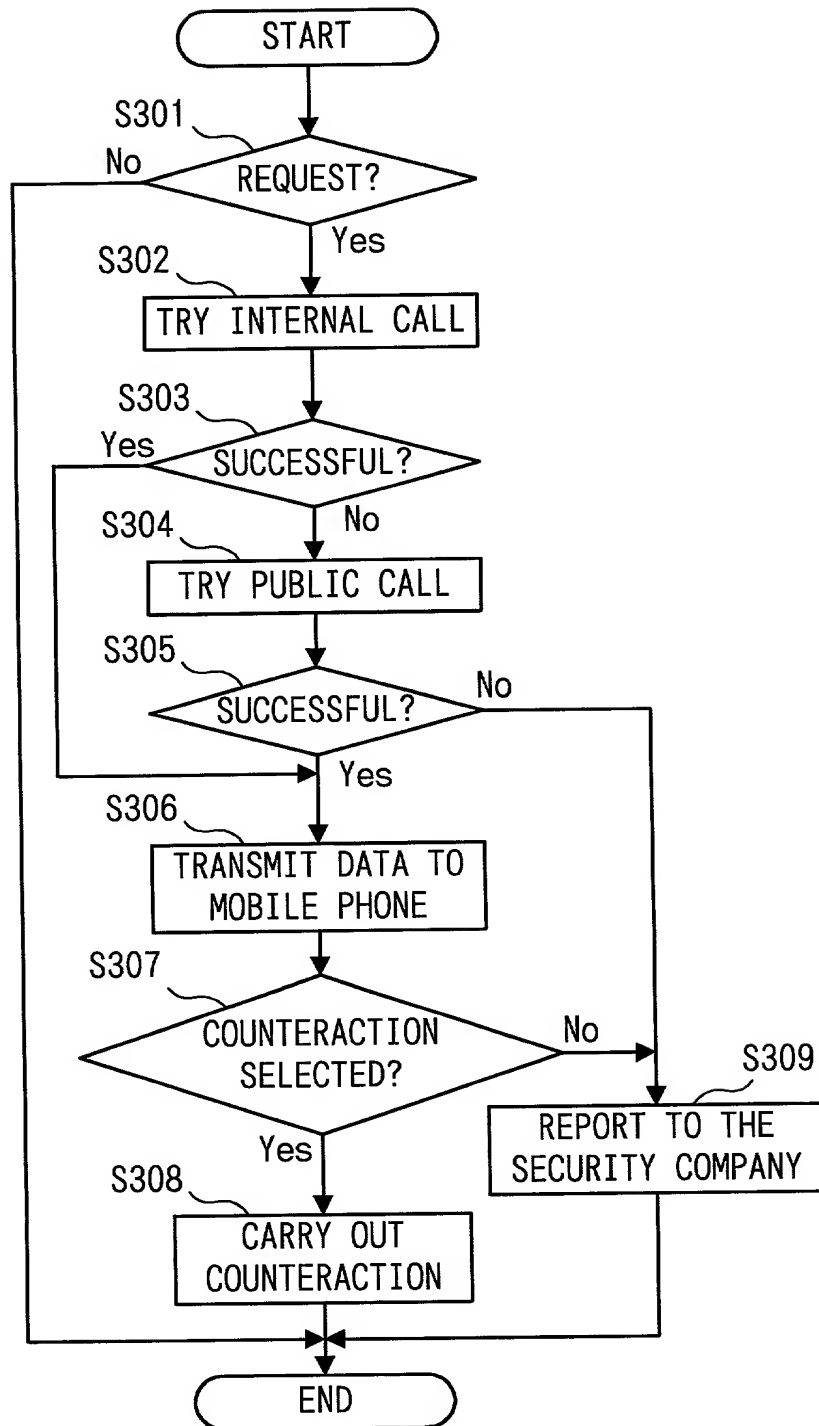 START
S301
No
REQUEST?
Yes
S302
TRY INTERNAL CALL
S303
Yes
SUCCESSFUL?
No
S304
TRY PUBLIC CALL
S305
No
SUCCESSFUL?
Yes
S306
TRANSMIT DATA TO
MOBILE PHONE
S307
COUNTERACTION
SELECTED?
No
S309
REPORT TO THE
SECURITY COMPANY
Yes
S308
CARRY OUT
COUNTERACTION
END